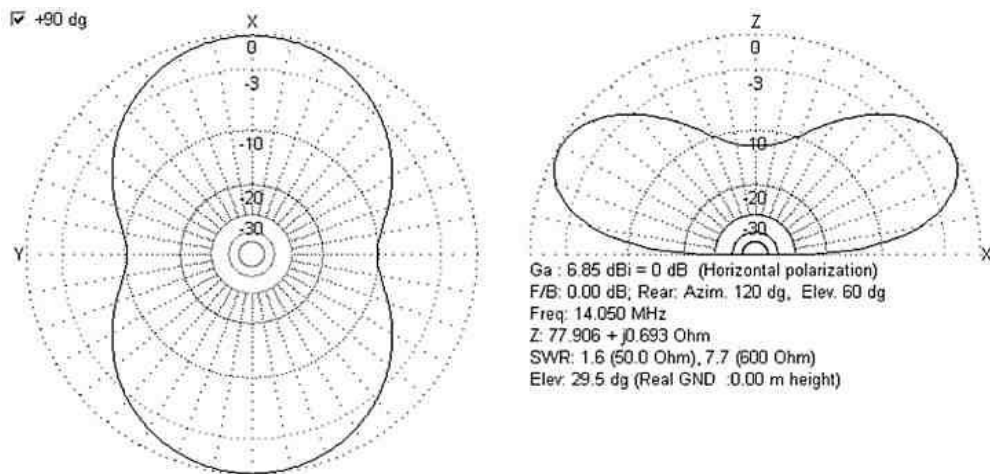 +90 dg
X
0
-3
-10
-20
-30
Y
Z
0
-3
-10
-20
-30
X
Ga : 6.85 dBi = 0 dB (Horizontal polarization)
F/B: 0.00 dB; Rear: Azim. 120 dg, Elev. 60 dg
Freq: 14.050 MHz
Z: 77.906 + j0.693 Ohm
SWR: 1.6 (50.0 Ohm), 7.7 (600 Ohm)
Elev: 29.5 dg (Real GND :0.00 m height)